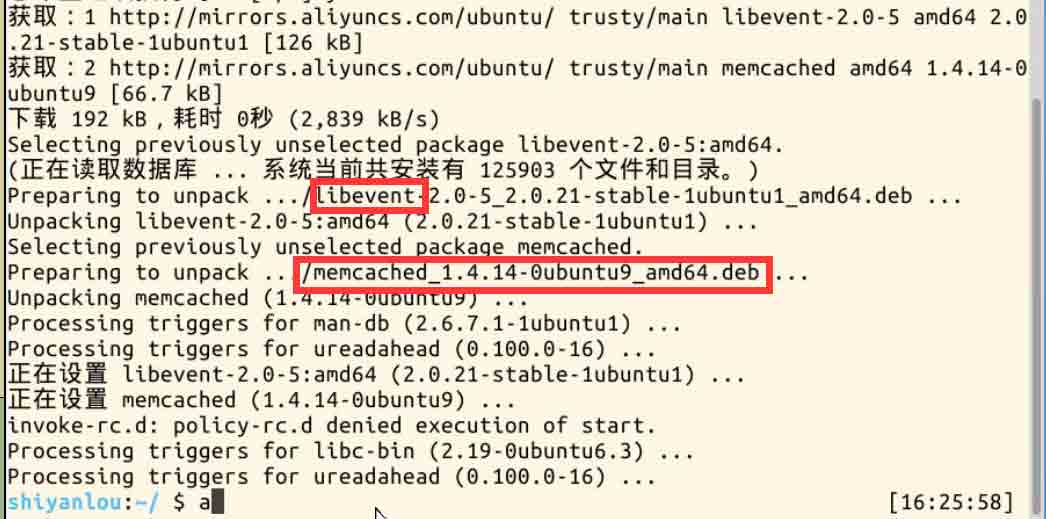 获取：1 http://mirrors.aliyuncs.com/ubuntu/ trusty/main libevent-2.0-5 amd64 2.0
.21-stable-1ubuntu1 [126 kB]
获取：2 http://mirrors.aliyuncs.com/ubuntu/ trusty/main memcached amd64 1.4.14-0
ubuntu9 [66.7 kB]
下载 192 kB，耗时 0秒 (2,839 kB/s)
Selecting previously unselected package libevent-2.0-5:amd64.
(正在读取数据库 ... 系统当前共安装有 125903 个文件和目录。)
Preparing to unpack .../libevent-2.0-5_2.0.21-stable-1ubuntu1_amd64.deb ...
Unpacking libevent-2.0-5:amd64 (2.0.21-stable-1ubuntu1) ...
Selecting previously unselected package memcached.
Preparing to unpack .../memcached_1.4.14-0ubuntu9_amd64.deb ...
Unpacking memcached (1.4.14-0ubuntu9) ...
Processing triggers for man-db (2.6.7.1-1ubuntu1) ...
Processing triggers for ureadahead (0.100.0-16) ...
正在设置 libevent-2.0-5:amd64 (2.0.21-stable-1ubuntu1) ...
正在设置 memcached (1.4.14-0ubuntu9) ...
invoke-rc.d: policy-rc.d denied execution of start.
Processing triggers for libc-bin (2.19-0ubuntu6.3) ...
Processing triggers for ureadahead (0.100.0-16) ...
shiyanlou:~/ $ a [16:25:58]